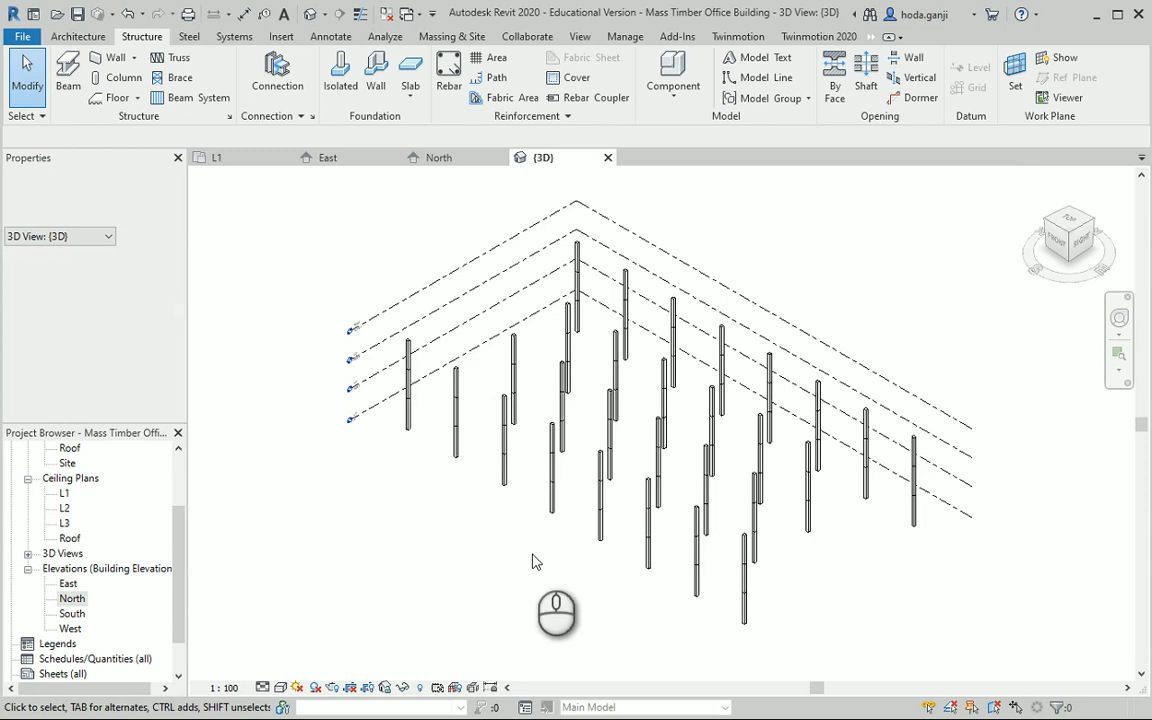 Autodesk Revit 2020 - Educational Version - Mass Timber Office Building - 3D View: {3D}
hoda.ganji
File Architecture Structure Steel Systems Insert Annotate Analyze Massing & Site Collaborate View Manage Add-Ins Twinmotion Twinmotion 2020
Modify
Beam
Wall
Truss
Column
Brace
Floor
Beam System
Connection
Isolated
Wall
Slab
Rebar
Area
Fabric Sheet
Path
Cover
Fabric Area
Rebar Coupler
Component
Model Text
Model Line
Model Group
By Face
Shaft
Wall
Vertical
Dormer
Level
Grid
Set
Show
Ref Plane
Viewer
Select Structure Connection Foundation Reinforcement Model Opening Datum Work Plane
Properties
L1 East North {3D}
3D View: {3D}
TOP
FRONT
RIGHT
Project Browser - Mass Timber Offi...
Roof
Site
Ceiling Plans
L1
L2
L3
Roof
3D Views
Elevations (Building Elevation
East
North
South
West
Legends
Schedules/Quantities (all)
Sheets (all)
1 : 100
Click to select, TAB for alternates, CTRL adds, SHIFT unselects
:0
Main Model
:0